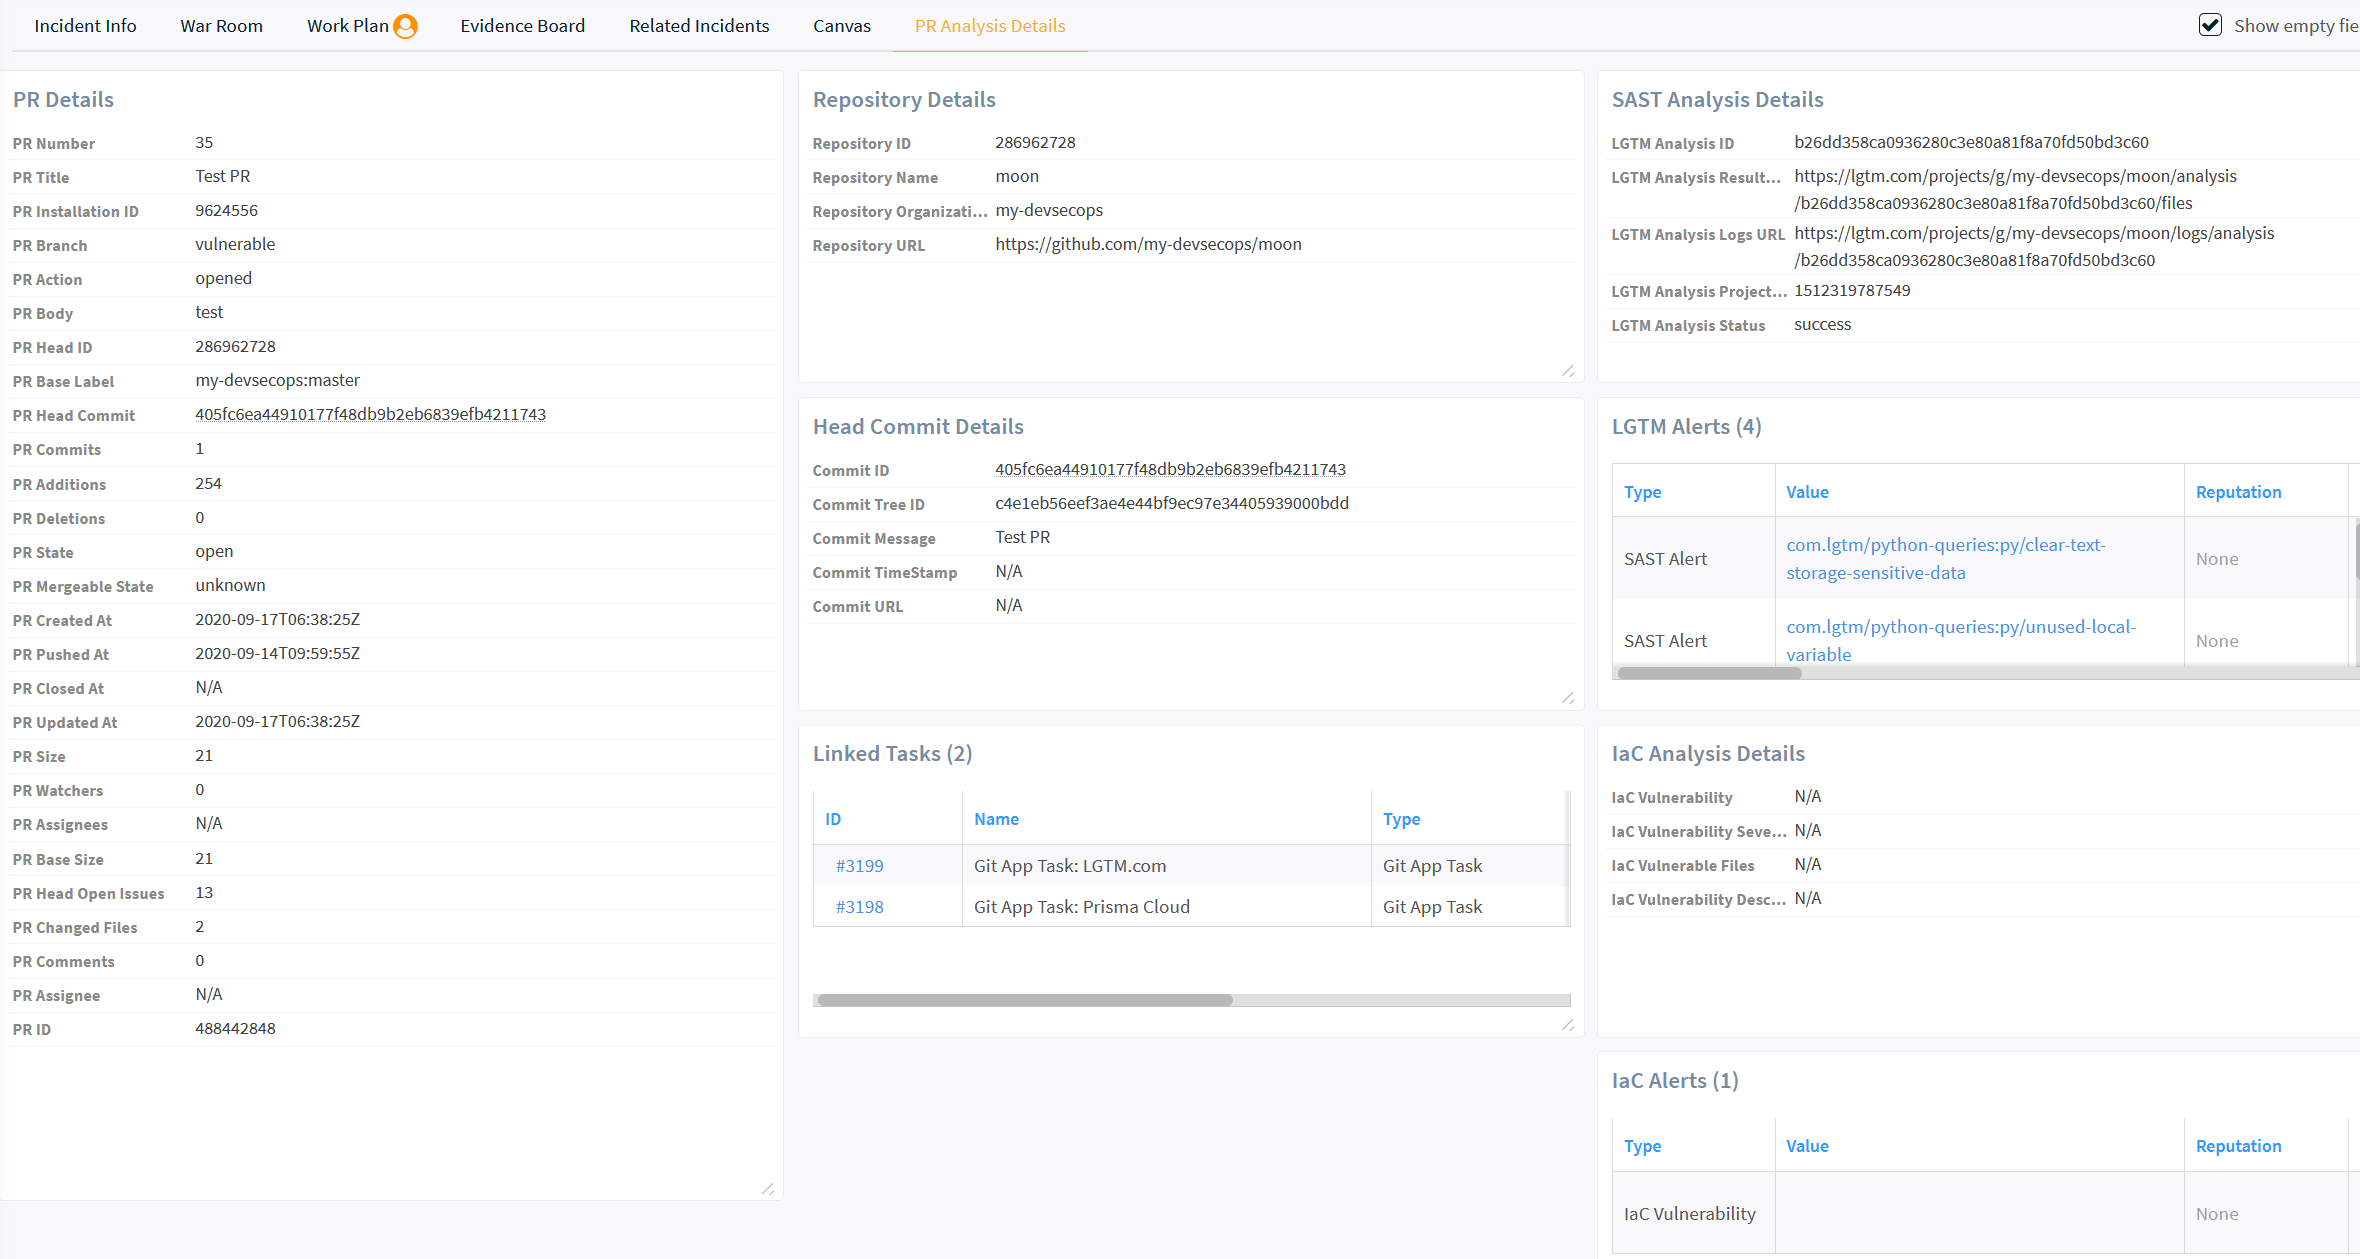 Incident Info War Room Work Plan Evidence Board Related Incidents Canvas PR Analysis Details Show empty fie
PR Details
PR Number 35
PR Title Test PR
PR Installation ID 9624556
PR Branch vulnerable
PR Action opened
PR Body test
PR Head ID 286962728
PR Base Label my-devsecops:master
PR Head Commit 405fc6ea44910177f48db9b2eb6839efb4211743
PR Commits 1
PR Additions 254
PR Deletions 0
PR State open
PR Mergeable State unknown
PR Created At 2020-09-17T06:38:25Z
PR Pushed At 2020-09-14T09:59:55Z
PR Closed At N/A
PR Updated At 2020-09-17T06:38:25Z
PR Size 21
PR Watchers 0
PR Assignees N/A
PR Base Size 21
PR Head Open Issues 13
PR Changed Files 2
PR Comments 0
PR Assignee N/A
PR ID 488442848
Repository Details
Repository ID 286962728
Repository Name moon
Repository Organizati... my-devsecops
Repository URL https://github.com/my-devsecops/moon
Head Commit Details
Commit ID 405fc6ea44910177f48db9b2eb6839efb4211743
Commit Tree ID c4e1eb56eef3ae4e44bf9ec97e34405939000bdd
Commit Message Test PR
Commit TimeStamp N/A
Commit URL N/A
Linked Tasks (2)
ID Name Type
#3199 Git App Task: LGTM.com Git App Task
#3198 Git App Task: Prisma Cloud Git App Task
SAST Analysis Details
LGTM Analysis ID b26dd358ca0936280c3e80a81f8a70fd50bd3c60
LGTM Analysis Result... https://lgtm.com/projects/g/my-devsecops/moon/analysis
/b26dd358ca0936280c3e80a81f8a70fd50bd3c60/files
LGTM Analysis Logs URL https://lgtm.com/projects/g/my-devsecops/moon/logs/analysis
/b26dd358ca0936280c3e80a81f8a70fd50bd3c60
LGTM Analysis Project... 1512319787549
LGTM Analysis Status success
LGTM Alerts (4)
Type Value Reputation
SAST Alert com.lgtm/python-queries:py/clear-text- None
storage-sensitive-data
SAST Alert com.lgtm/python-queries:py/unused-local- None
variable
IaC Analysis Details
IaC Vulnerability N/A
IaC Vulnerability Seve... N/A
IaC Vulnerable Files N/A
IaC Vulnerability Desc... N/A
IaC Alerts (1)
Type Value Reputation
IaC Vulnerability None